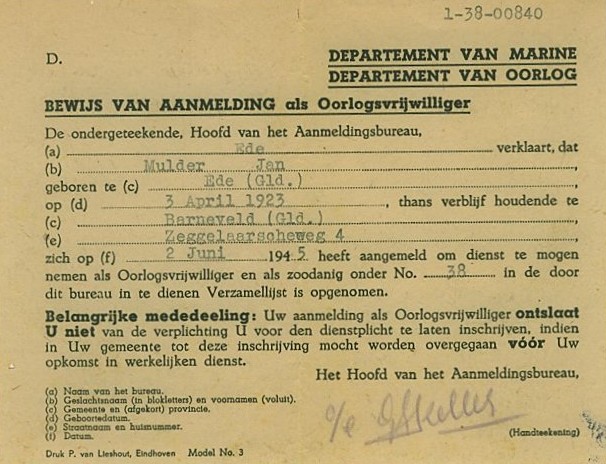 1-38-00840
D.
DEPARTEMENT VAN MARINE
DEPARTEMENT VAN OORLOG
BEWIJS VAN AANMELDING als Oorlogsvrijwilliger
De ondergeteekende, Hoofd van het Aanmeldingsbureau,
(a) Ede verklaart, dat
(b) Mulder Jan
geboren te (c) Ede (Gld.)
op (d) 3 April 1923, thans verblijf houdende te
(c) Barneveld (Gld.)
(e) Zeggelaarscheweg 4
zich op (f) 2 Juni 1945 heeft aangemeld om dienst te mogen
nemen als Oorlogsvrijwilliger en als zoodanig onder No. 38 in de door
dit bureau in te dienen Verzamellijst is opgenomen.
Belangrijke mededeeling: Uw aanmelding als Oorlogsvrijwilliger ontslaat
U niet van de verplichting U voor den dienstplicht te laten inschrijven, indien
in Uw gemeente tot deze inschrijving mocht worden overgegaan vóór Uw
opkomst in werkelijken dienst.
Het Hoofd van het Aanmeldingsbureau,
(a) Naam van het bureau.
(b) Geslachtsnaam (in blokletters) en voornamen (voluit).
(c) Gemeente en (afgekort) provincie.
(d) Geboortedatum.
(e) Straatnaam en huisnummer.
(f) Datum.
(Handteekening)
Druk P. van Lieshout, Eindhoven Model No. 3